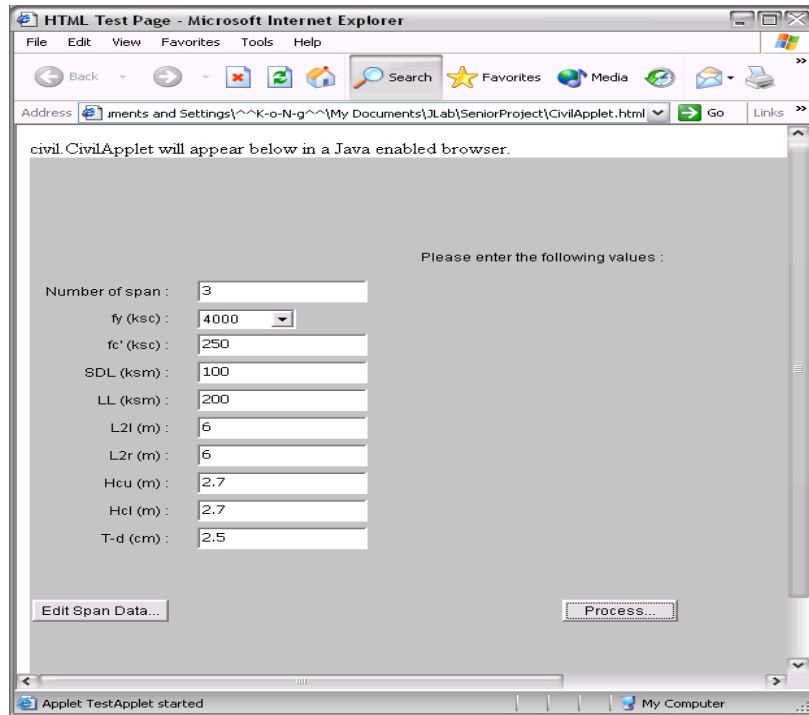 HTML Test Page - Microsoft Internet Explorer
File Edit View Favorites Tools Help
Back Search Favorites Media »
Address uments and Settings\^^K-o-N-g^^\My Documents\JLab\SeniorProject\CivilApplet.html Go Links »
civil.CivilApplet will appear below in a Java enabled browser.
Please enter the following values :
Number of span : 3
fy (ksc) : 4000
fc' (ksc) : 250
SDL (ksm) : 100
LL (ksm) : 200
L2l (m) : 6
L2r (m) : 6
Hcu (m) : 2.7
Hcl (m) : 2.7
T-d (cm) : 2.5
Edit Span Data... Process...
Applet TestApplet started My Computer